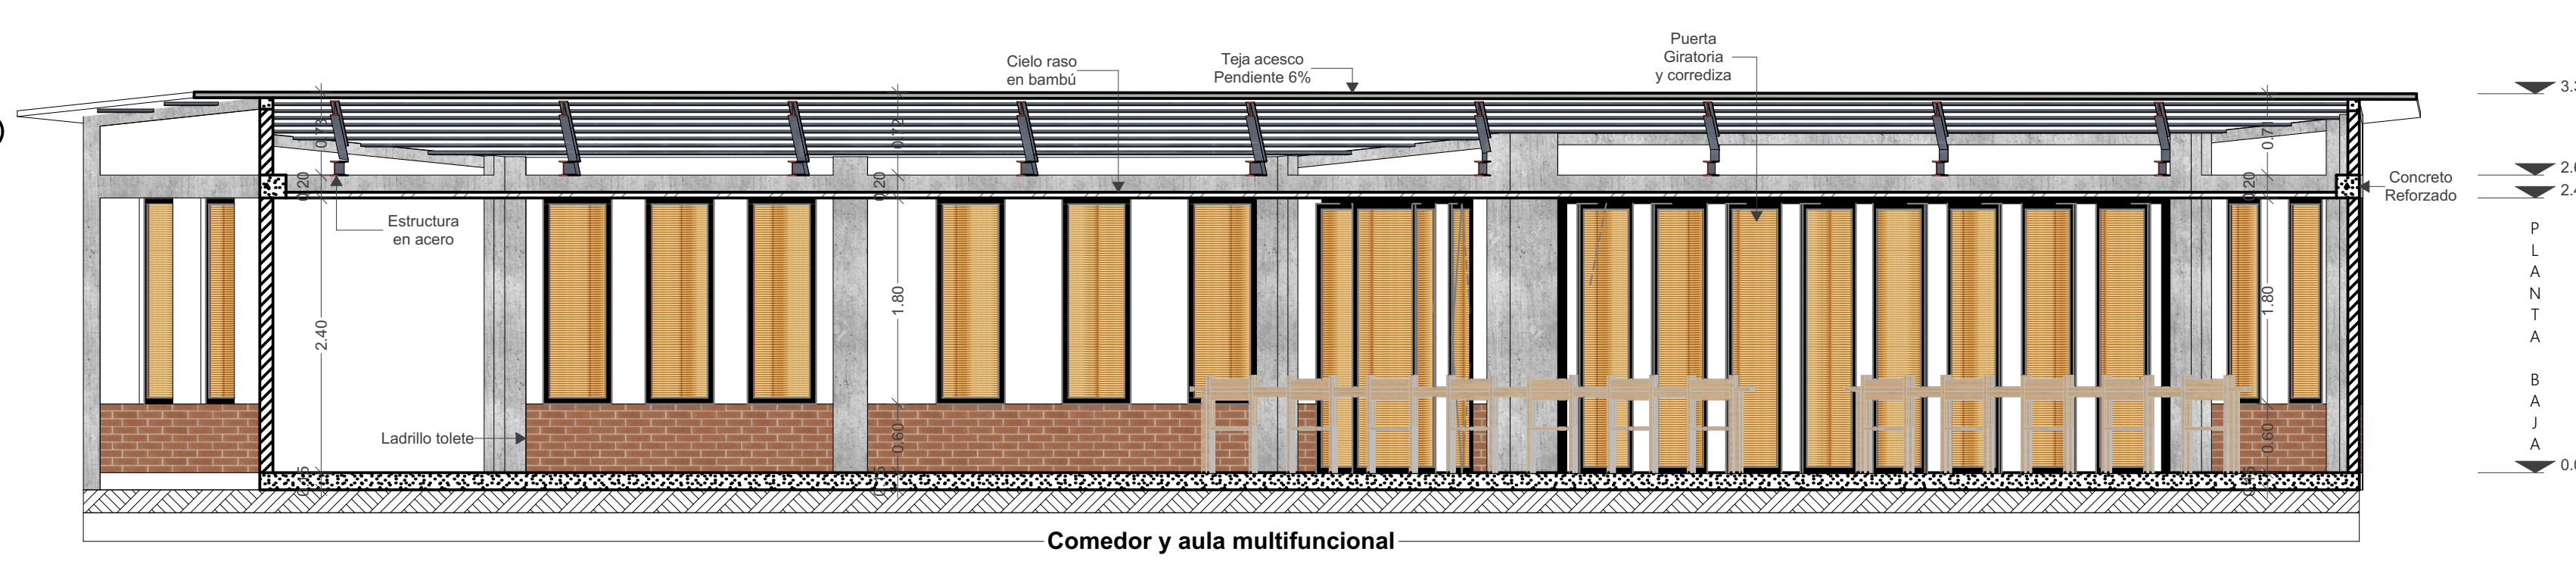 Cielo raso
en bambú
Teja acesco
Pendiente 6%
Puerta
Giratoria
y corrediza
Estructura
en acero
Ladrillo tolete
Concreto
Reforzado
0.72
0.71
0.20
0.20
0.20
2.40
1.80
1.80
0.60
0.60
PLANTA BAJA
Comedor y aula multifuncional